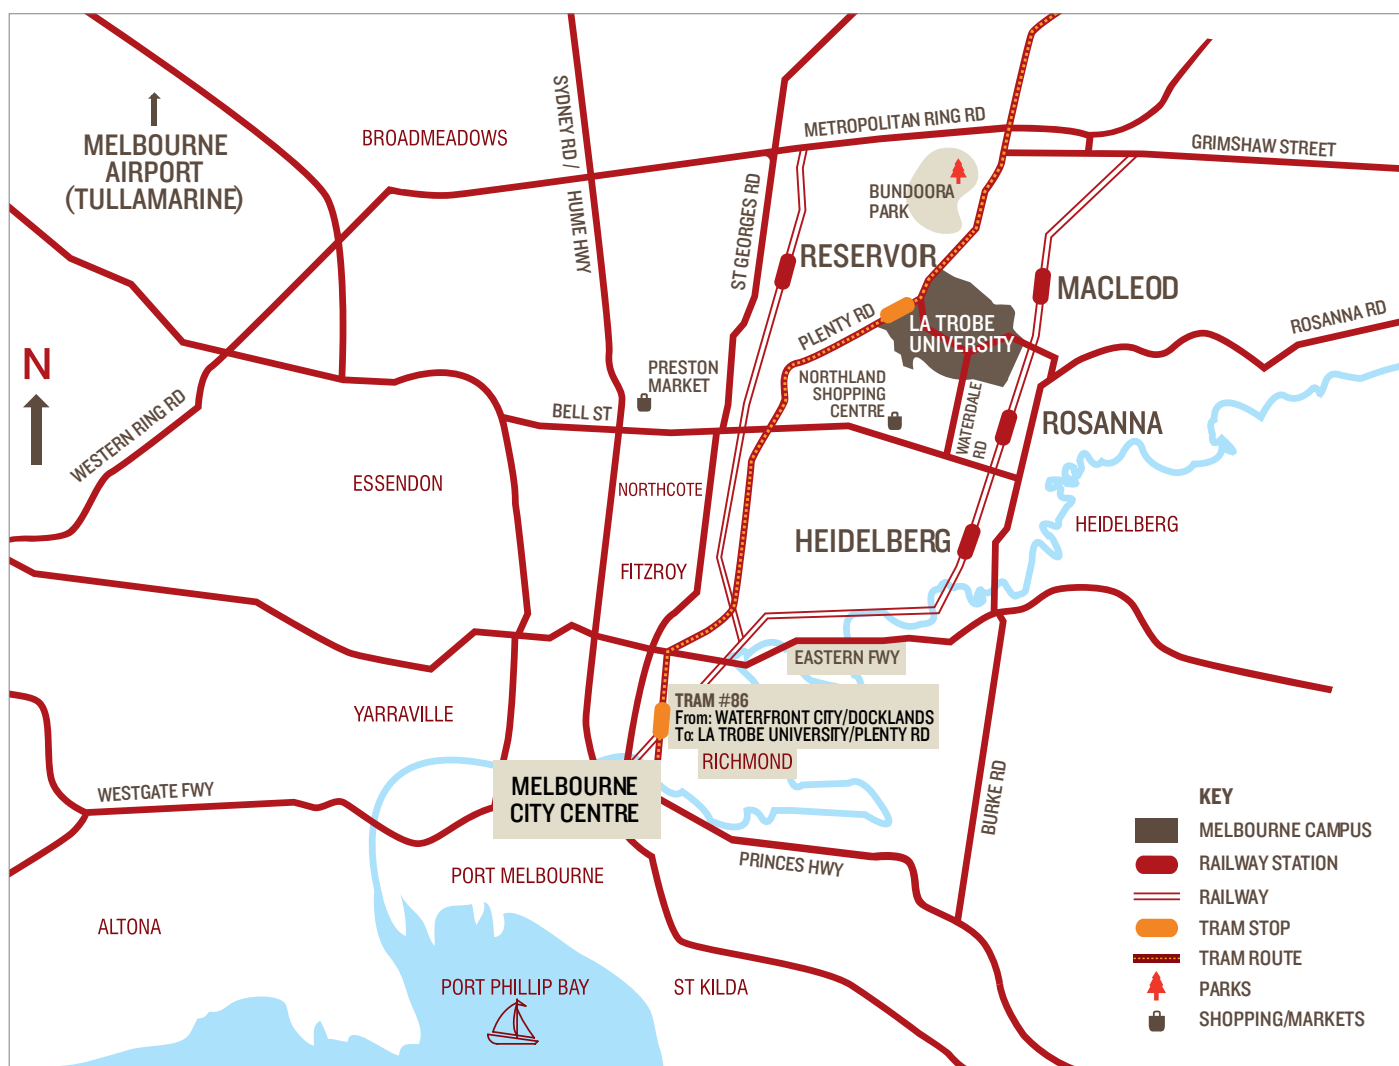 METROPOLITAN RING RD
SYDNEY RD /
HUME HWY
BROADMEADOWS
MELBOURNE
AIRPORT
(TULLAMARINE)
GRIMSHAW STREET
BUNDOORA
PARK
ST GEORGES RD
RESERVOR
MACLEOD
PLENTY RD
LA TROBE
UNIVERSITY
ROSANNA RD
N
PRESTON
MARKET
NORTHLAND
SHOPPING
CENTRE
WESTERN RING RD
BELL ST
WATERDALE
RD
ROSANNA
ESSENDON
NORTHCOTE
HEIDELBERG
HEIDELBERG
FITZROY
EASTERN FWY
TRAM #86
From: WATERFRONT CITY/DOCKLANDS
To: LA TROBE UNIVERSITY/PLENTY RD
YARRAVILLE
RICHMOND
WESTGATE FWY
MELBOURNE
CITY CENTRE
BURKE RD
PRINCES HWY
PORT MELBOURNE
ALTONA
PORT PHILLIP BAY
ST KILDA
KEY
MELBOURNE CAMPUS
RAILWAY STATION
RAILWAY
TRAM STOP
TRAM ROUTE
PARKS
SHOPPING/MARKETS